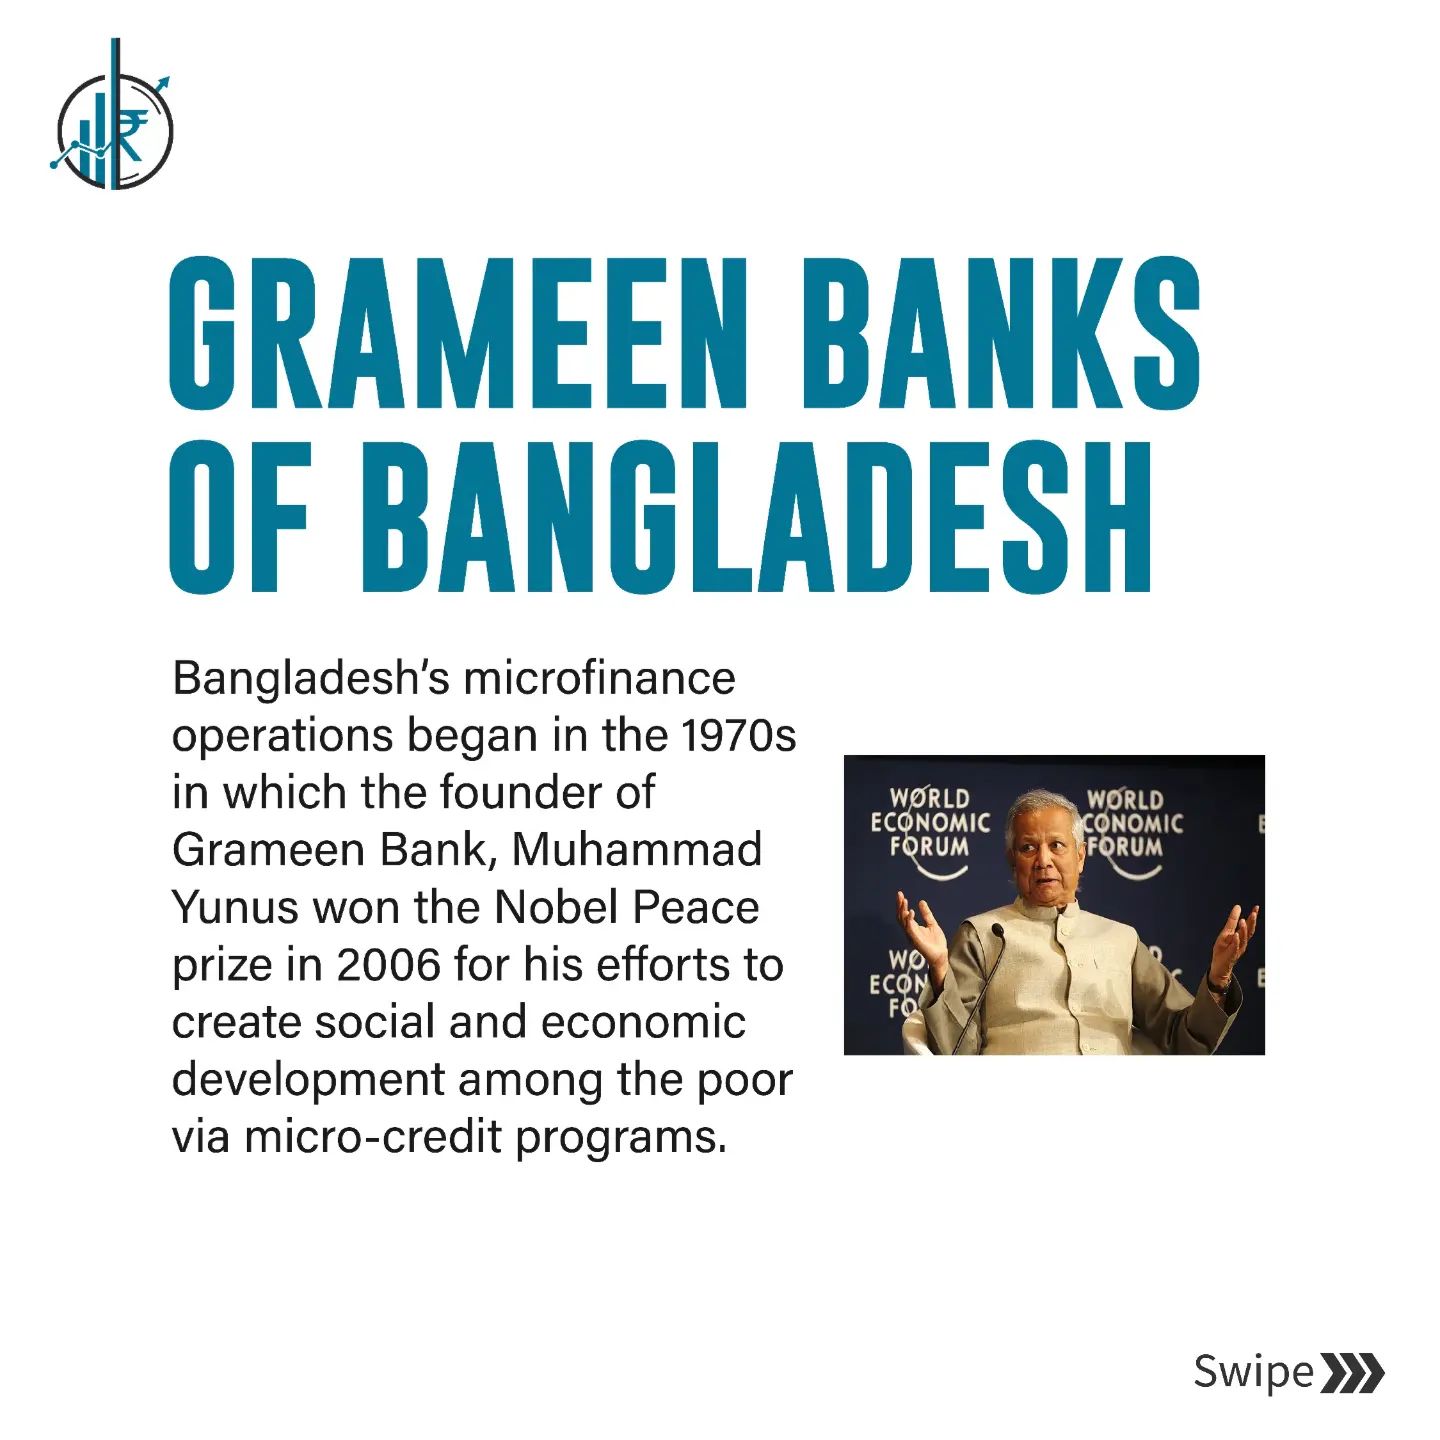 GRAMEEN BANKS
OF BANGLADESH
Bangladesh’s microfinance
operations began in the 1970s
in which the founder of
Grameen Bank, Muhammad
Yunus won the Nobel Peace
prize in 2006 for his efforts to
create social and economic
development among the poor
via micro-credit programs.
WORLD
ECONOMIC
FORUM
WORLD
CONOMIC
FORUM
E
WO
ECON
FO
D
C
E
Swipe